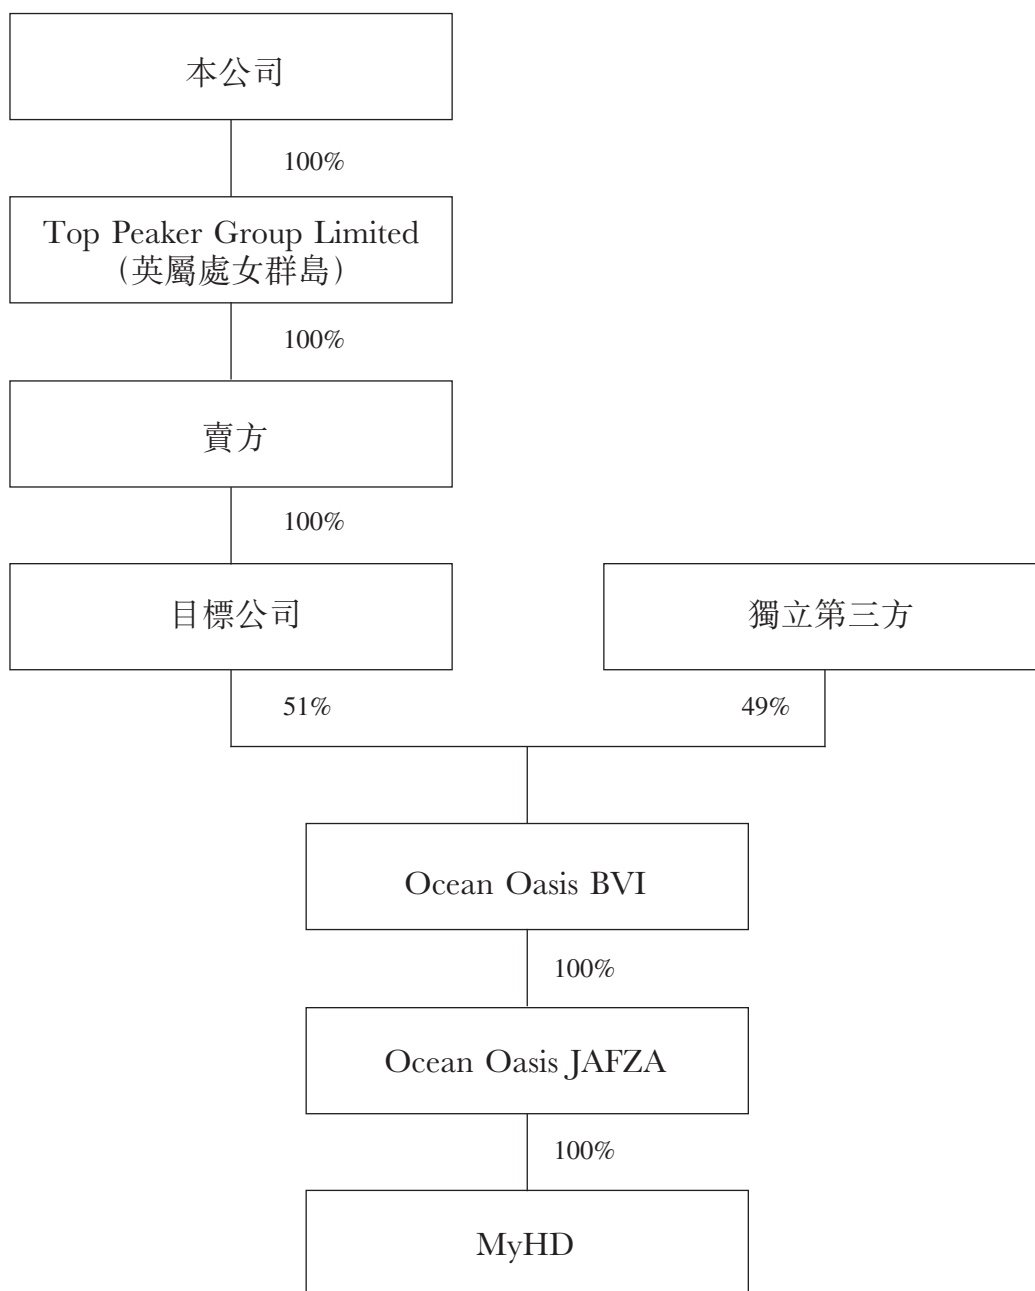 本公司
100%
Top Peaker Group Limited
（英屬處女群島）
100%
賣方
100%
目標公司
獨立第三方
51%
49%
Ocean Oasis BVI
100%
Ocean Oasis JAFZA
100%
MyHD